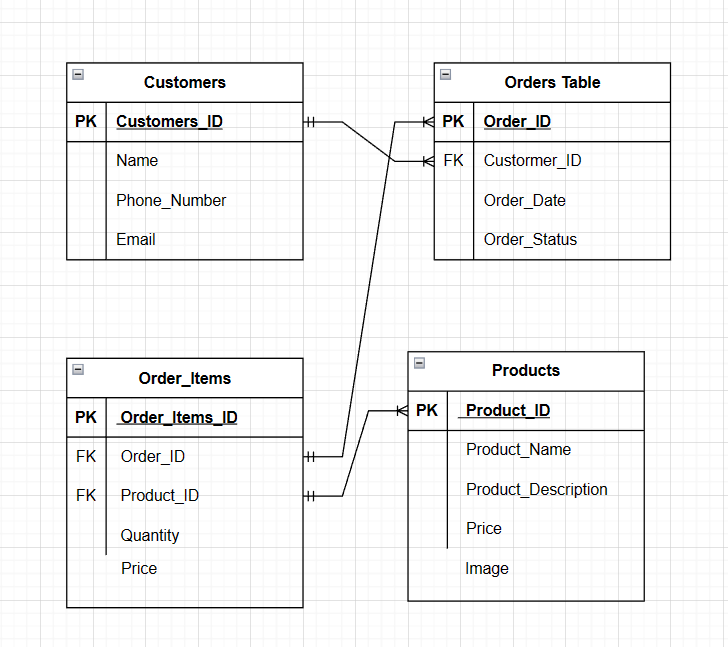 Customers
PK Customers_ID
Name
Phone_Number
Email
Orders Table
PK Order_ID
FK Custormer_ID
Order_Date
Order_Status
Order_Items
PK Order_Items_ID
FK Order_ID
FK Product_ID
Quantity
Price
Products
PK Product_ID
Product_Name
Product_Description
Price
Image